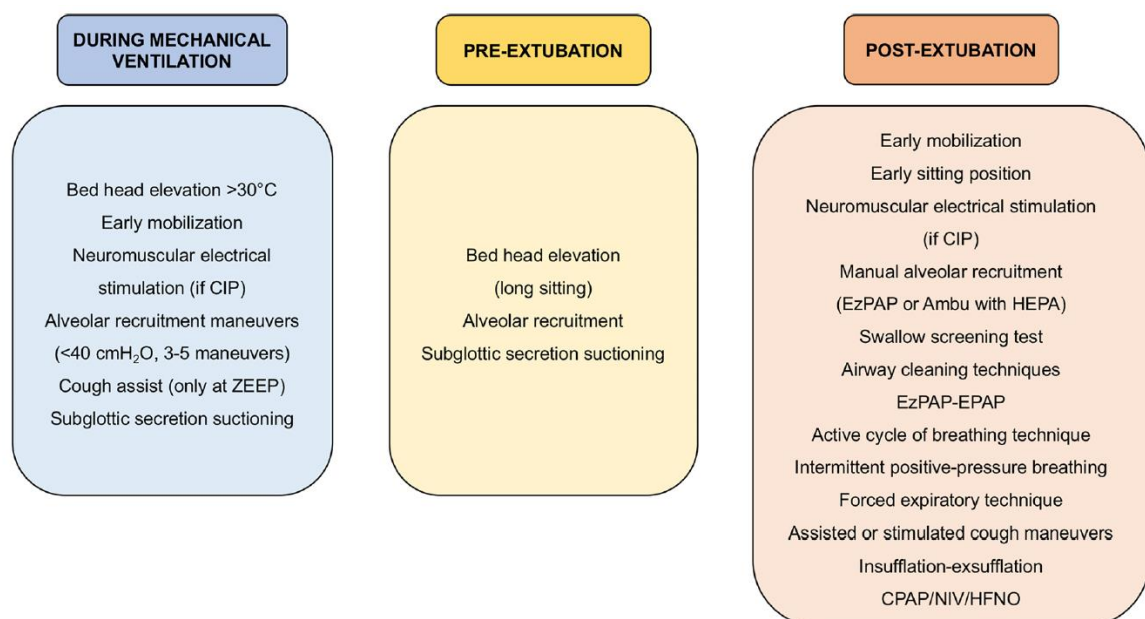 DURING MECHANICAL
VENTILATION
Bed head elevation >30°C
Early mobilization
Neuromuscular electrical
stimulation (if CIP)
Alveolar recruitment maneuvers
(<40 cmH₂O, 3-5 maneuvers)
Cough assist (only at ZEEP)
Subglottic secretion suctioning
PRE-EXTUBATION
Bed head elevation
(long sitting)
Alveolar recruitment
Subglottic secretion suctioning
POST-EXTUBATION
Early mobilization
Early sitting position
Neuromuscular electrical stimulation
(if CIP)
Manual alveolar recruitment
(EzPAP or Ambu with HEPA)
Swallow screening test
Airway cleaning techniques
EzPAP-EPAP
Active cycle of breathing technique
Intermittent positive-pressure breathing
Forced expiratory technique
Assisted or stimulated cough maneuvers
Insufflation-exsufflation
CPAP/NIV/HFNO